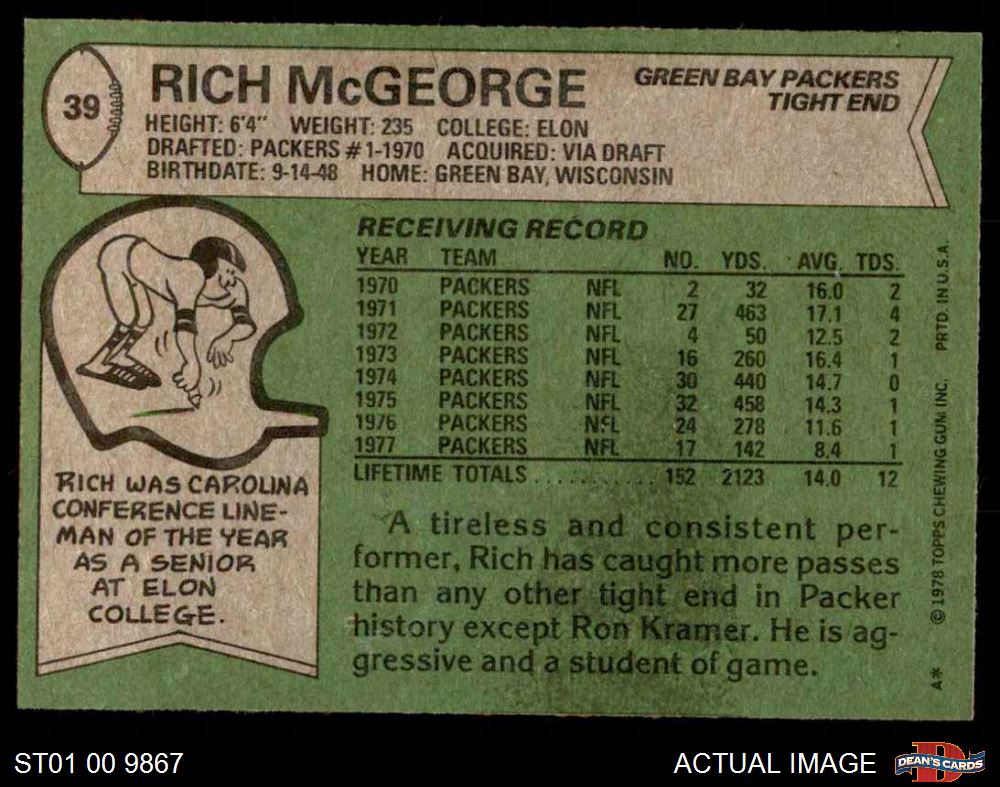 39
RICH McGEORGE
GREEN BAY PACKERS
TIGHT END
HEIGHT: 6'4" WEIGHT: 235 COLLEGE: ELON
DRAFTED: PACKERS #1-1970 ACQUIRED: VIA DRAFT
BIRTHDATE: 9-14-48 HOME: GREEN BAY, WISCONSIN
RECEIVING RECORD
YEAR TEAM NO. YDS. AVG. TDS.
1970 PACKERS NFL 2 32 16.0 2
1971 PACKERS NFL 27 463 17.1 4
1972 PACKERS NFL 4 50 12.5 2
1973 PACKERS NFL 16 260 16.4 1
1974 PACKERS NFL 30 440 14.7 0
1975 PACKERS NFL 32 458 14.3 1
1976 PACKERS NFL 24 278 11.6 1
1977 PACKERS NFL 17 142 8.4 1
LIFETIME TOTALS . . . . . . . . . . . 152 2123 14.0 12
RICH WAS CAROLINA
CONFERENCE LINE-
MAN OF THE YEAR
AS A SENIOR
AT ELON
COLLEGE.
A tireless and consistent per-
former, Rich has caught more passes
than any other tight end in Packer
history except Ron Kramer. He is ag-
gressive and a student of game.
A* © 1978 TOPPS CHEWING GUM INC. PRTD. IN U.S.A.
ST01 00 9867
ACTUAL IMAGE
D
DEAN'S CARDS